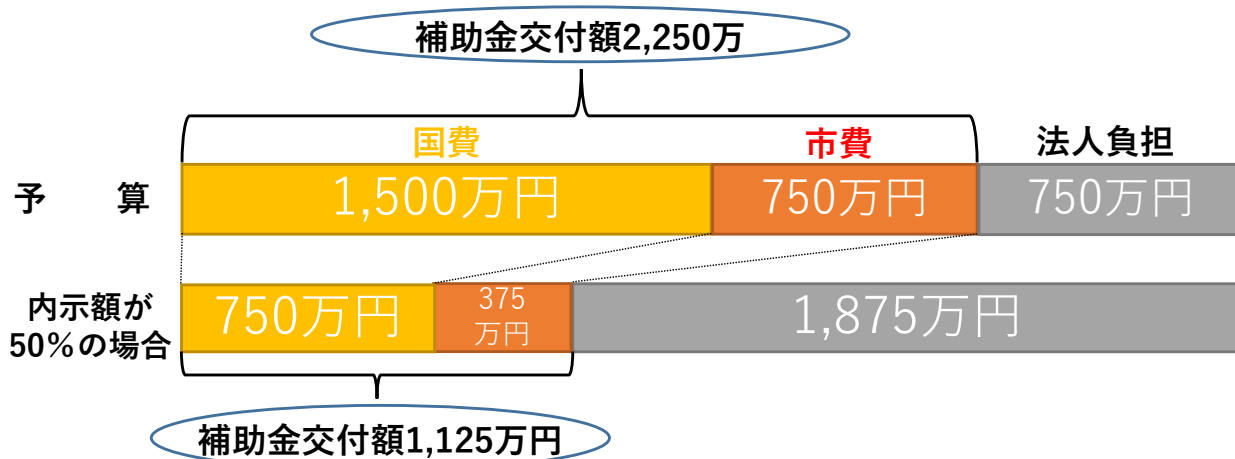 補助金交付額2,250万
国費
市費
法人負担
予　　算
1,500万円
750万円
750万円
内示額が
50%の場合
750万円
375
万円
1,875万円
補助金交付額1,125万円